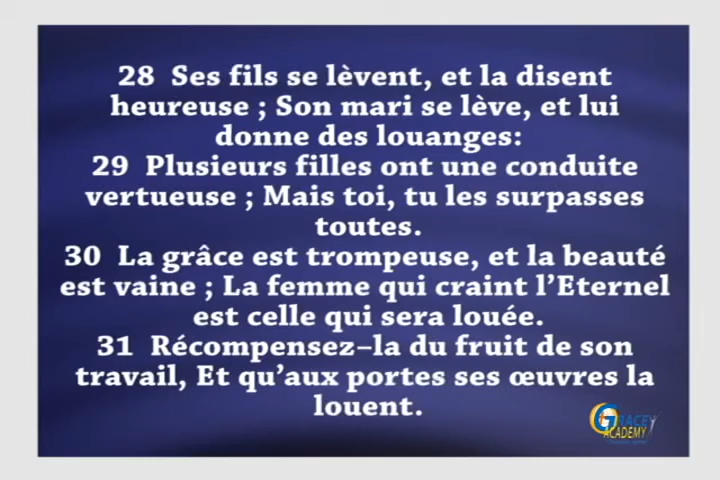 28 Ses fils se lèvent, et la disent
heureuse ; Son mari se lève, et lui
donne des louanges:
29 Plusieurs filles ont une conduite
vertueuse ; Mais toi, tu les surpasses
toutes.
30 La grâce est trompeuse, et la beauté
est vaine ; La femme qui craint l’Eternel
est celle qui sera louée.
31 Récompensez–la du fruit de son
travail, Et qu’aux portes ses œuvres la
louent.
ACADEMY